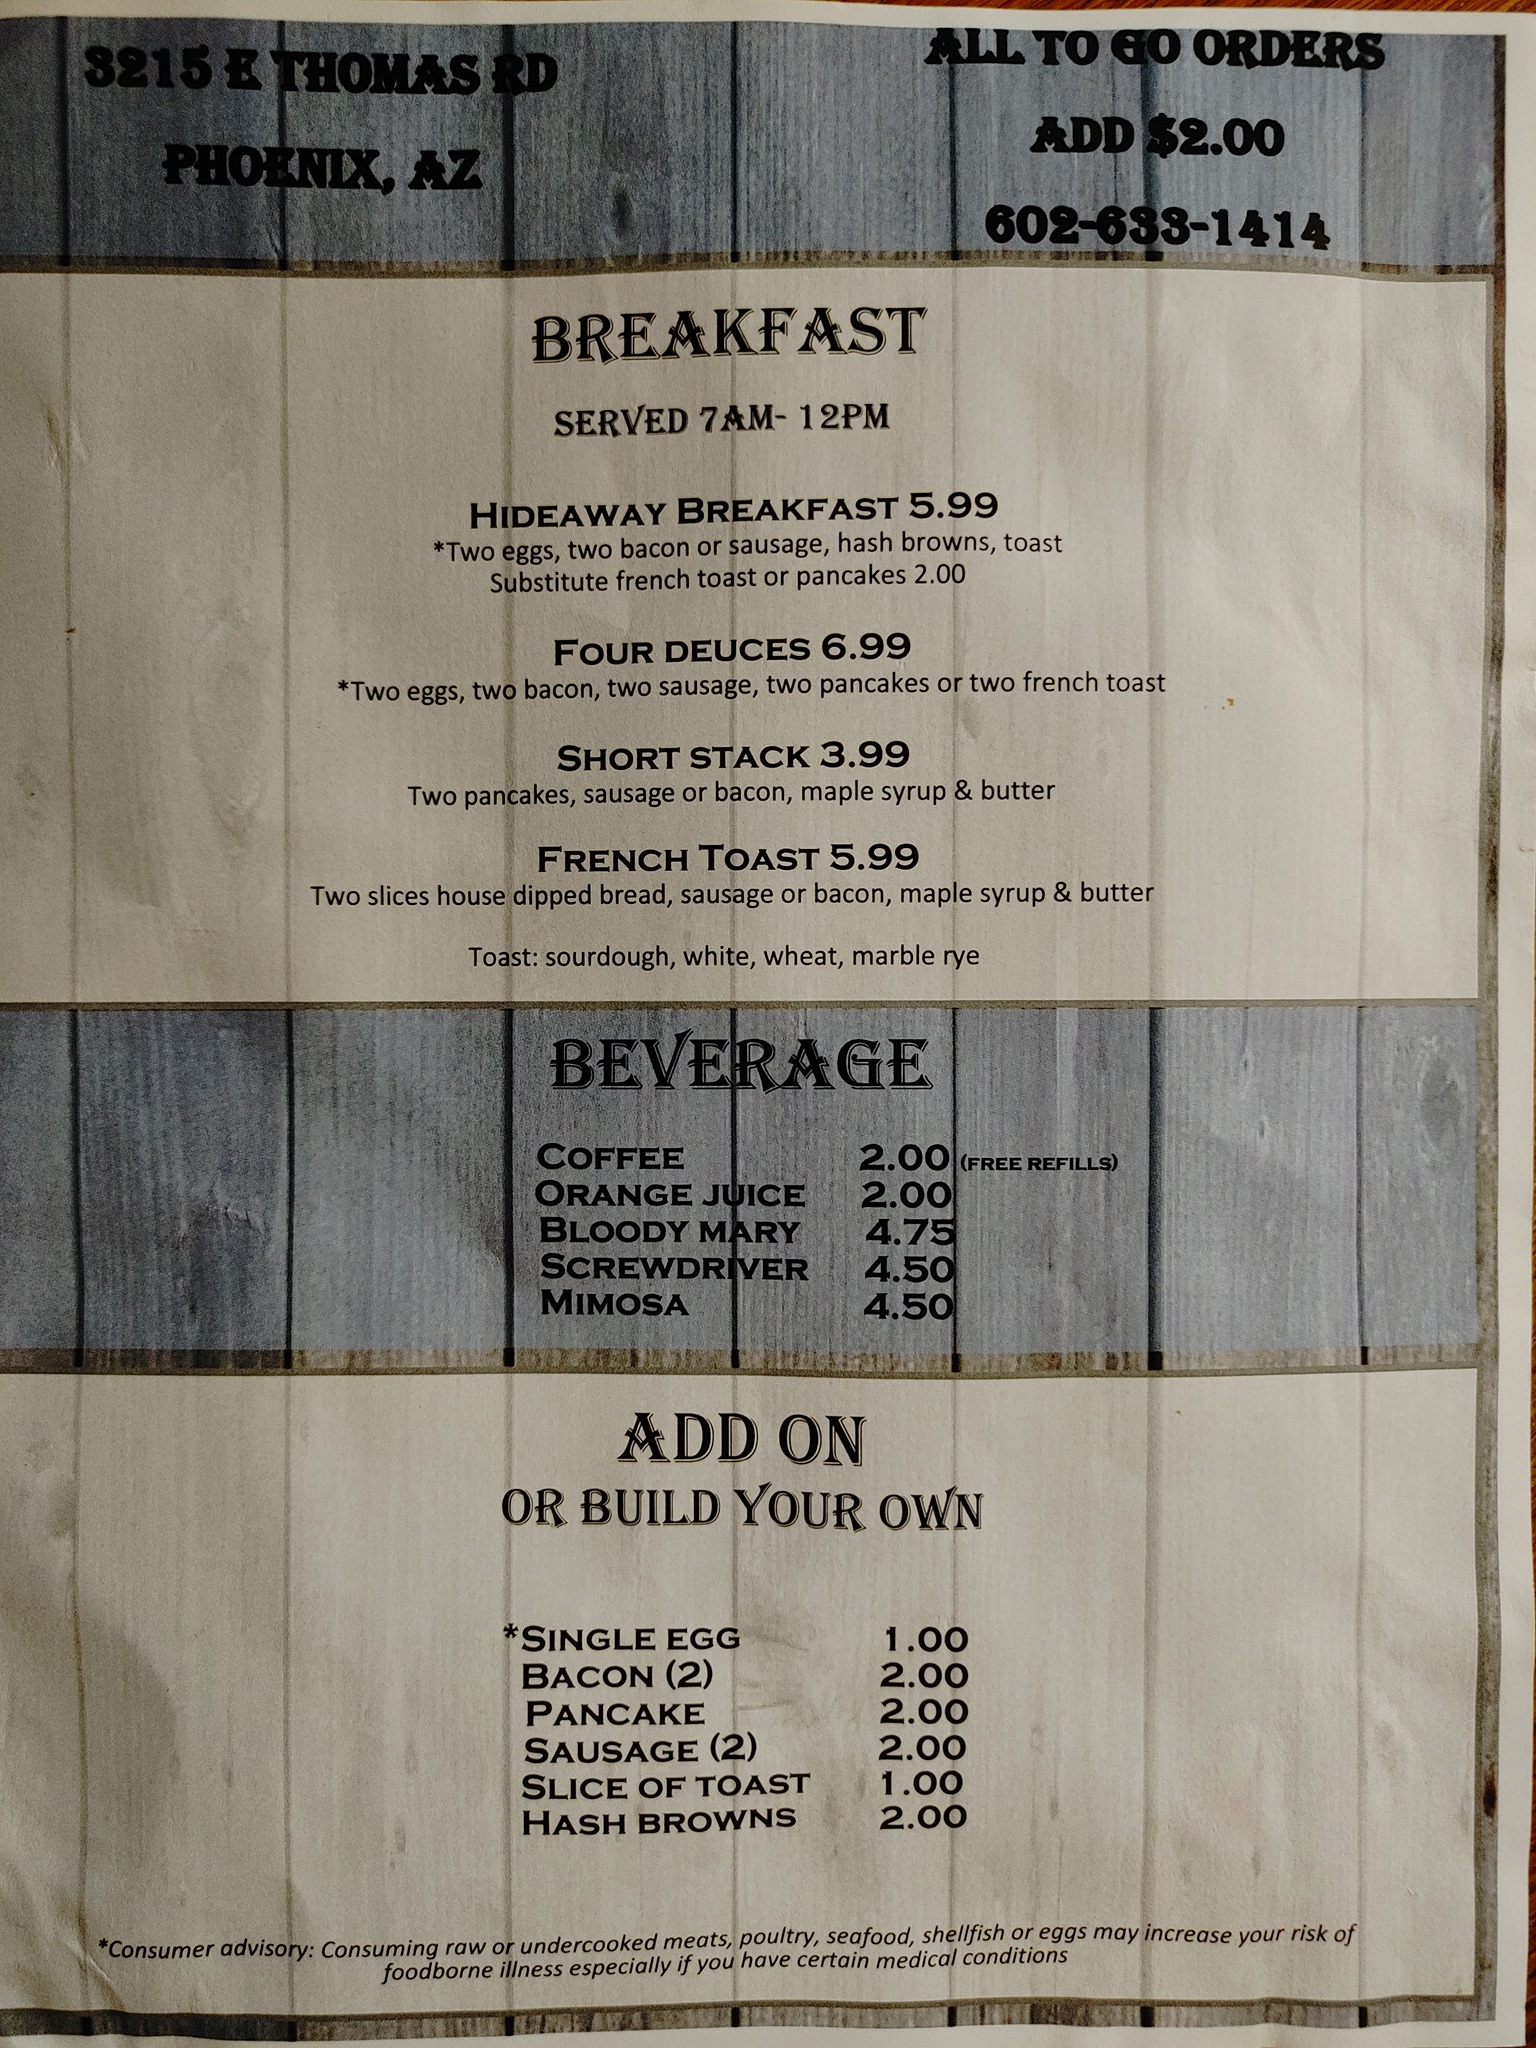 3215 E THOMAS RD
PHOENIX, AZ
ALL TO GO ORDERS
ADD $2.00
602-633-1414
BREAKFAST
SERVED 7AM- 12PM
HIDEAWAY BREAKFAST 5.99
*Two eggs, two bacon or sausage, hash browns, toast
Substitute french toast or pancakes 2.00
FOUR DEUCES 6.99
*Two eggs, two bacon, two sausage, two pancakes or two french toast
SHORT STACK 3.99
Two pancakes, sausage or bacon, maple syrup & butter
FRENCH TOAST 5.99
Two slices house dipped bread, sausage or bacon, maple syrup & butter
Toast: sourdough, white, wheat, marble rye
BEVERAGE
COFFEE 2.00 (FREE REFILLS)
ORANGE JUICE 2.00
BLOODY MARY 4.75
SCREWDRIVER 4.50
MIMOSA 4.50
ADD ON
OR BUILD YOUR OWN
*SINGLE EGG 1.00
BACON (2) 2.00
PANCAKE 2.00
SAUSAGE (2) 2.00
SLICE OF TOAST 1.00
HASH BROWNS 2.00
*Consumer advisory: Consuming raw or undercooked meats, poultry, seafood, shellfish or eggs may increase your risk of
foodborne illness especially if you have certain medical conditions